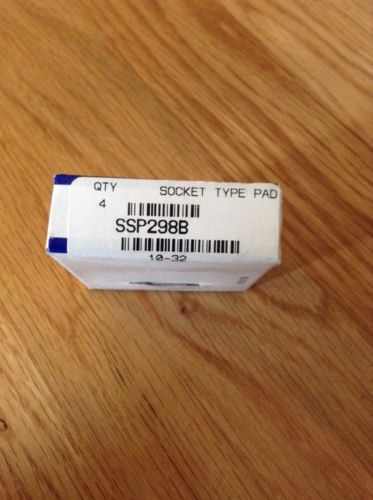 QTY SOCKET TYPE PAD
4
SSP298B
10-32